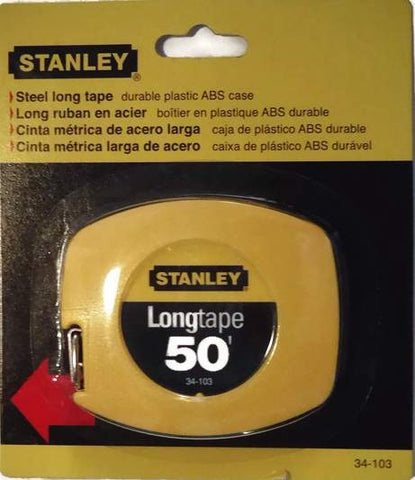 STANLEY®
Steel long tape durable plastic ABS case
Long ruban en acier boîtier en plastique ABS durable
Cinta métrica de acero larga caja de plástico ABS durable
Cinta métrica larga de acero caixa de plástico ABS durável
STANLEY
Longtape
50'
34-103
34-103